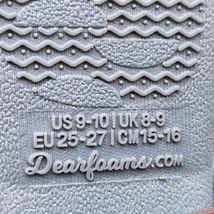 US 9-10 | UK 8-9
EU 25-27 | CM 15-16
Dearfoams.com